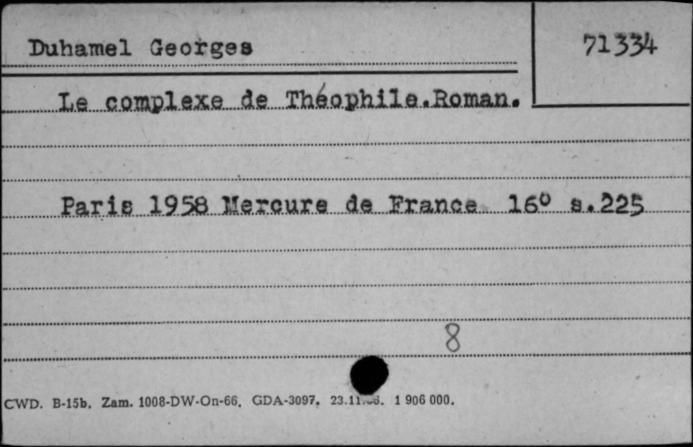 Duhamel Georges
71334
Le complexe de Théophile.Roman.
Paris 1958 Mercure de France 16° s.225
8
CWD. B-15b. Zam. 1008-DW-On-66. GDA-3097. 1 906 000.